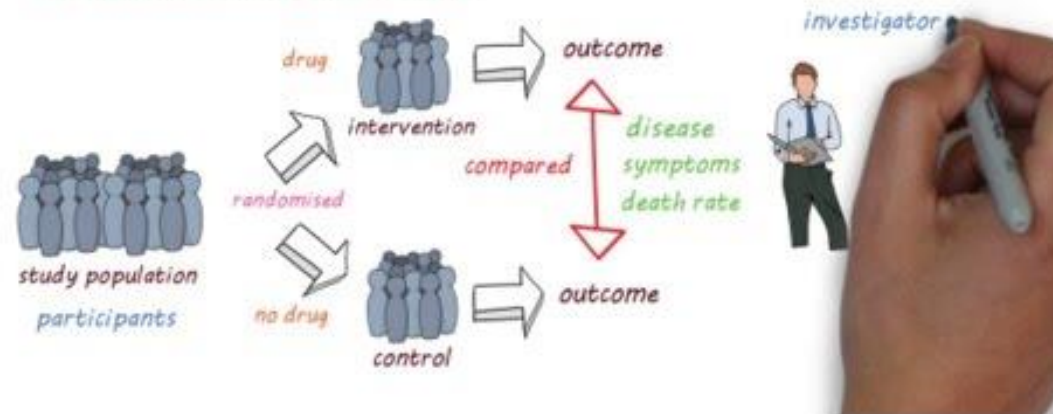 investigator
drug
outcome
intervention
disease
compared
symptoms
randomised
death rate
study population
participants
no drug
outcome
control